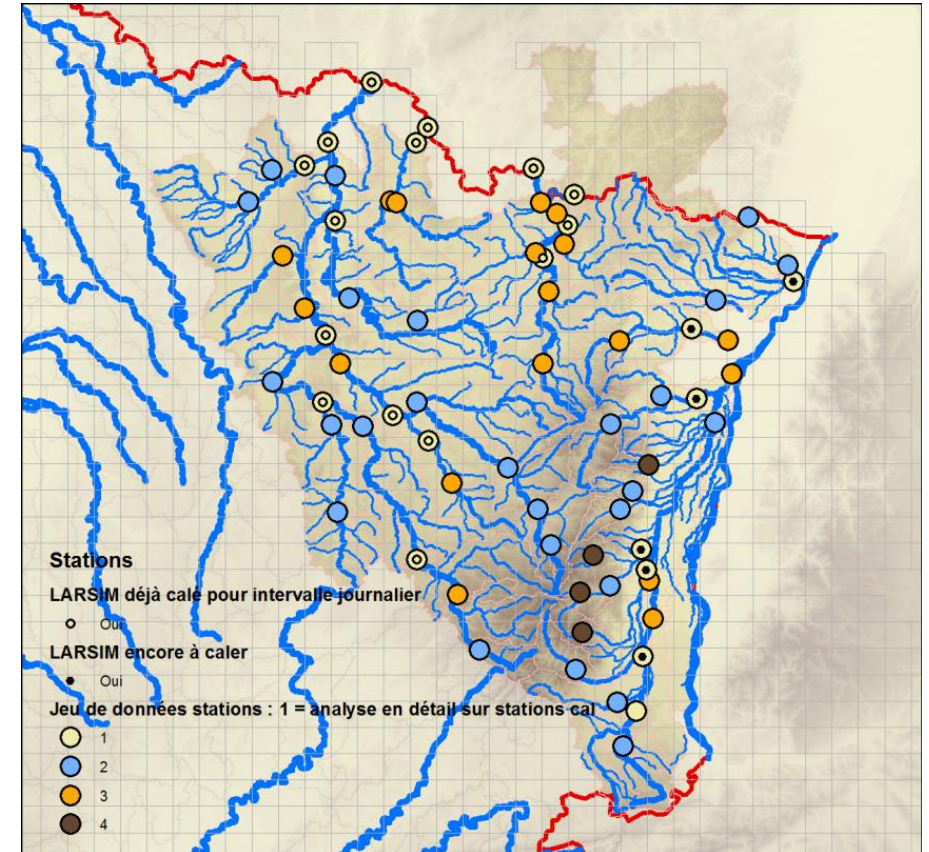 Stations
LARSIM déjà calé pour intervalle journalier
Oui
LARSIM encore à caler
Oui
Jeu de données stations : 1 = analyse en détail sur stations cal
1
2
3
4